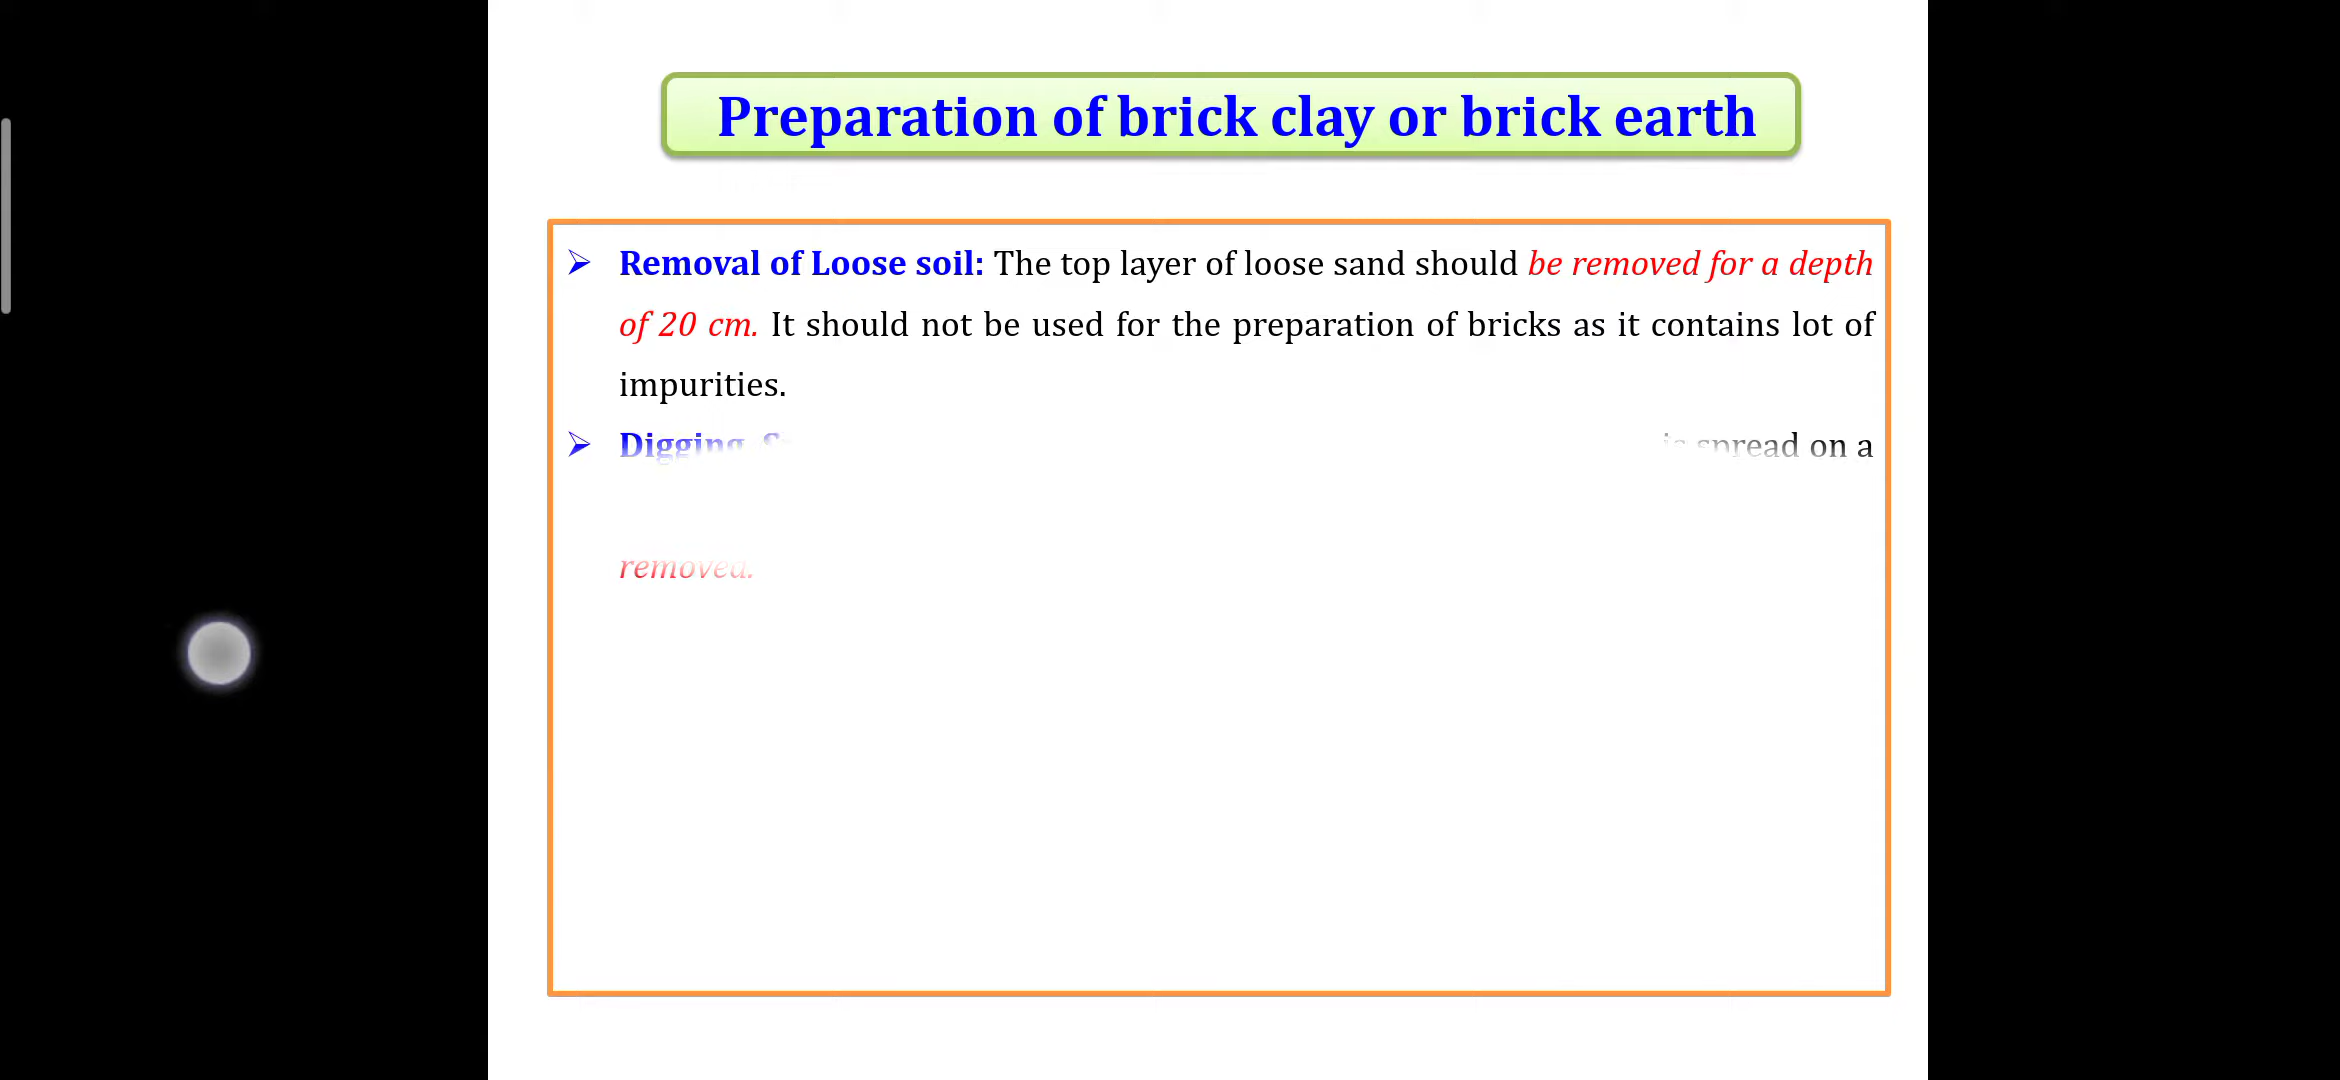 Preparation of brick clay or brick earth
➢ Removal of Loose soil: The top layer of loose sand should be removed for a depth
of 20 cm. It should not be used for the preparation of bricks as it contains lot of
impurities.
➢ Digging, spread on a
removed.